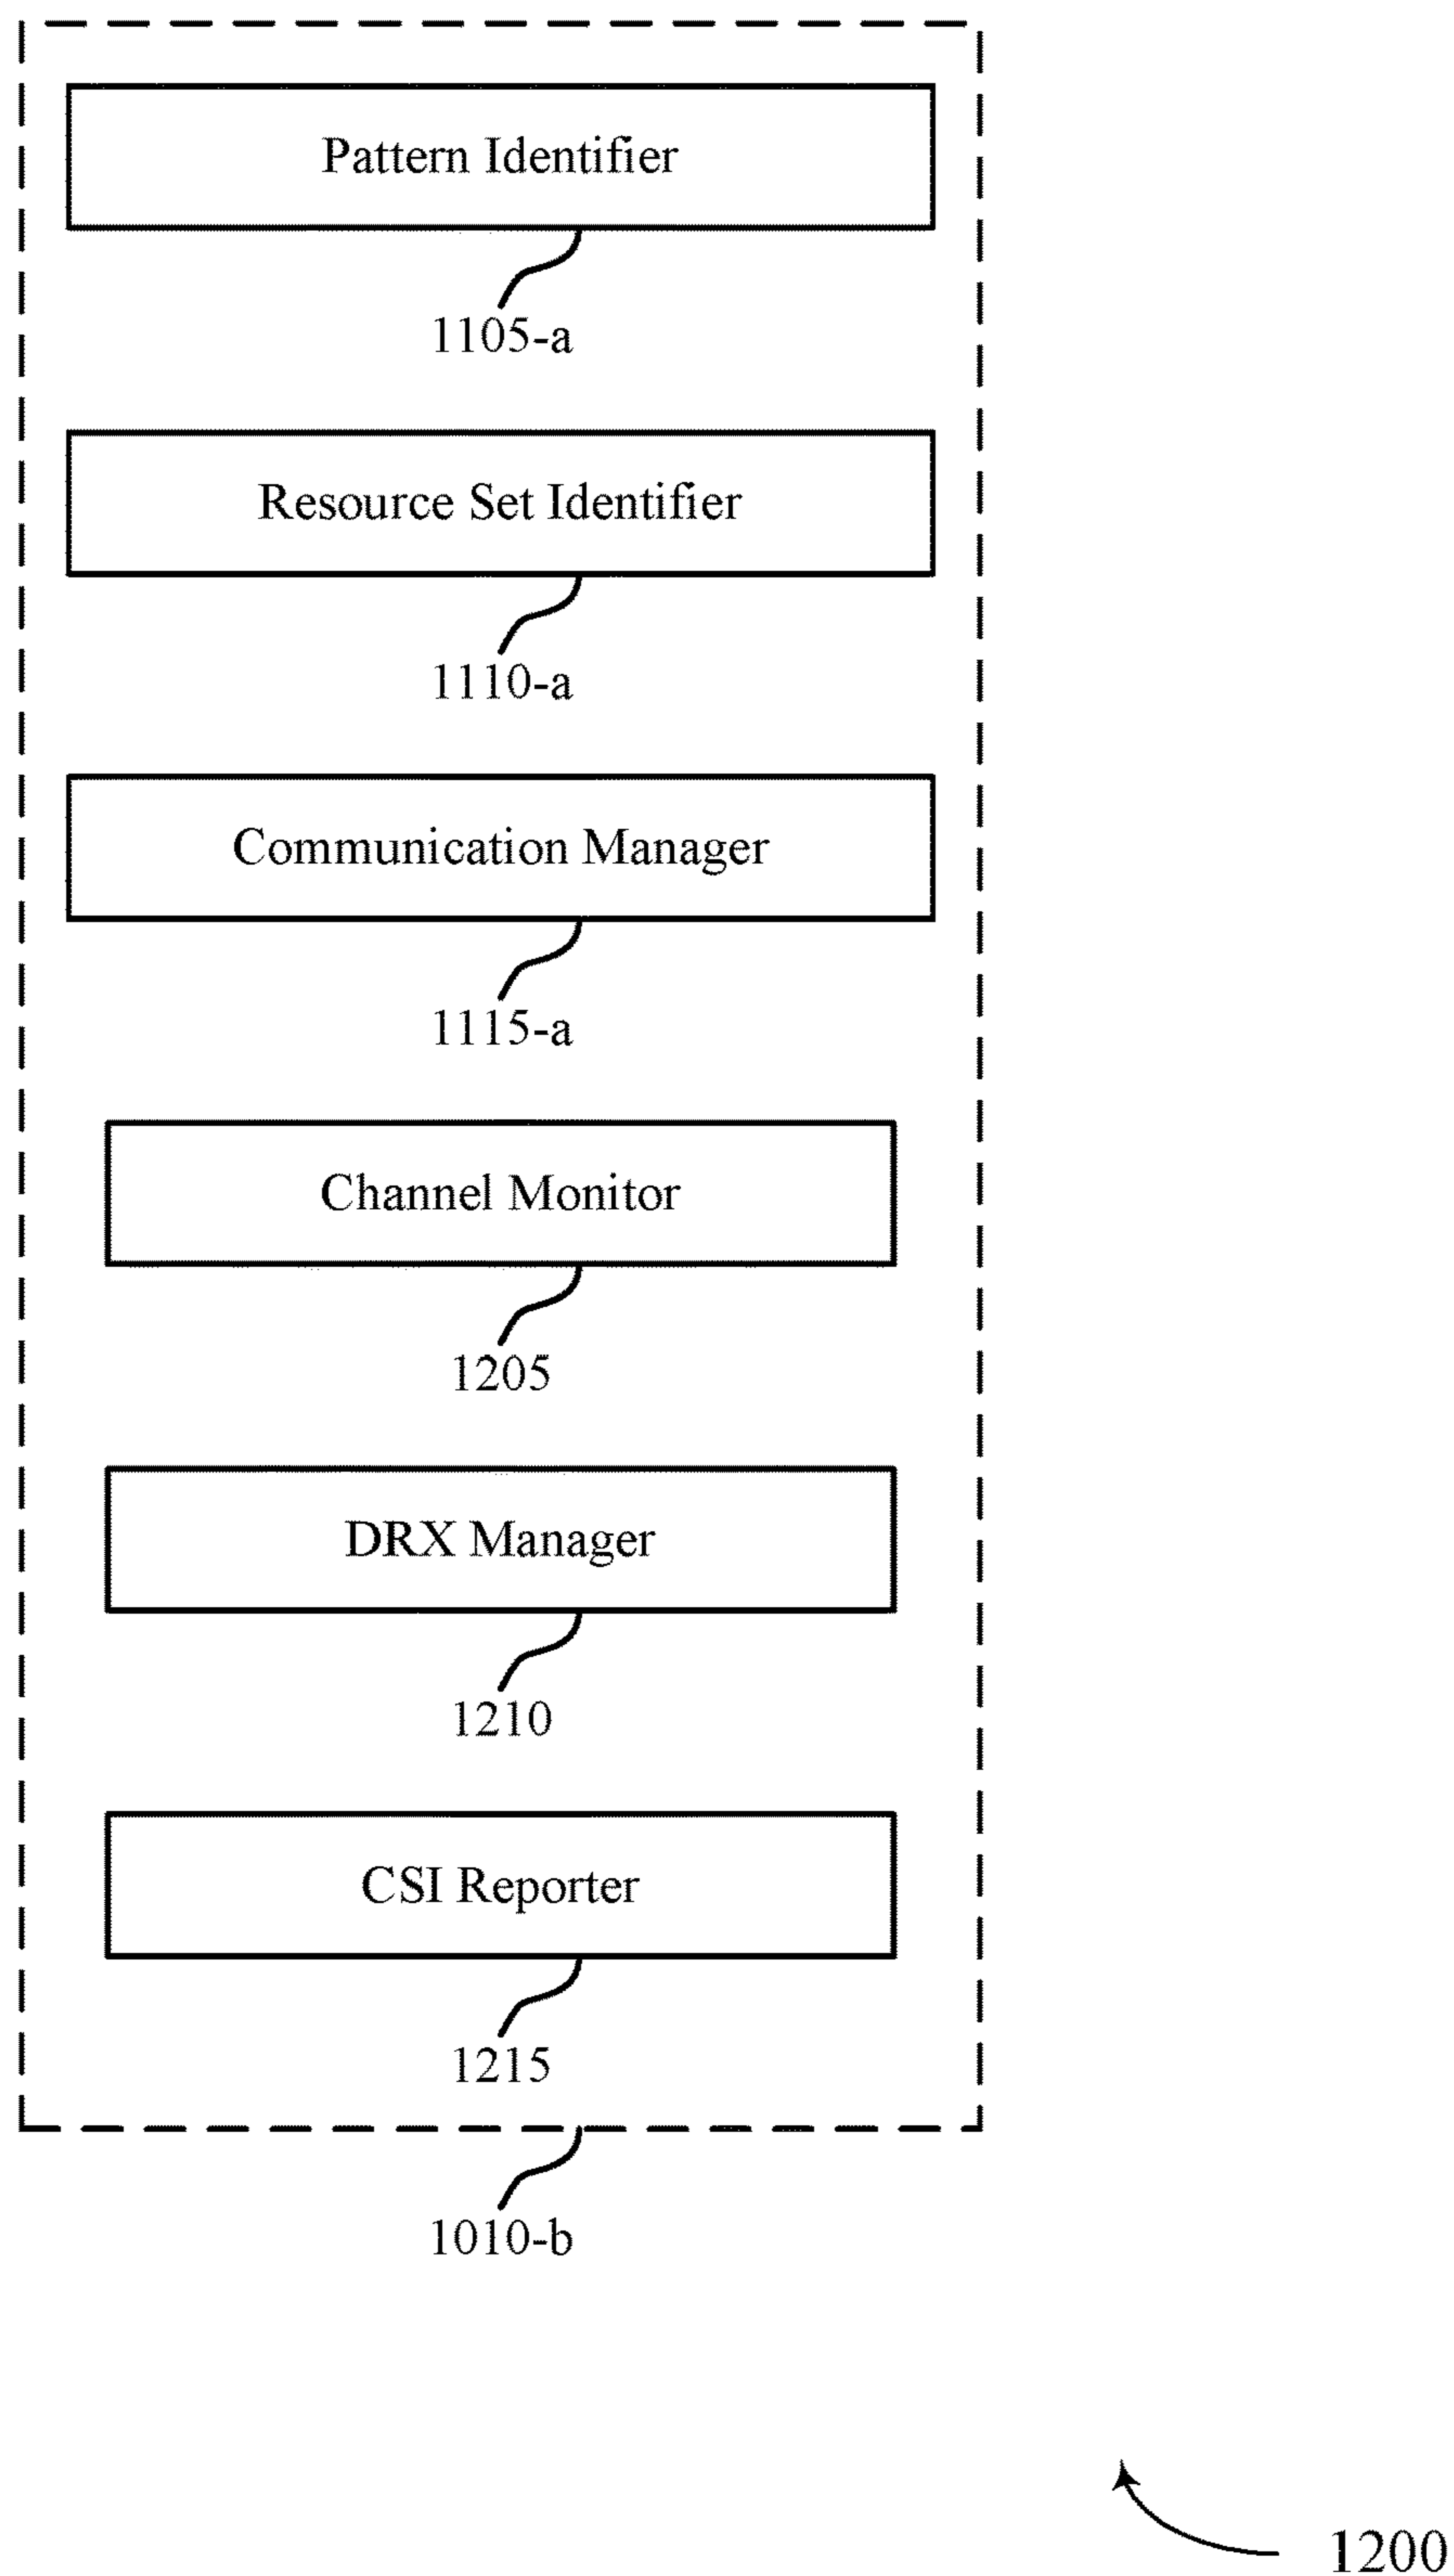 Pattern Identifier
1105-a
Resource Set Identifier
1110-a
Communication Manager
1115-a
Channel Monitor
1205
DRX Manager
1210
CSI Reporter
1215
1010-b
1200